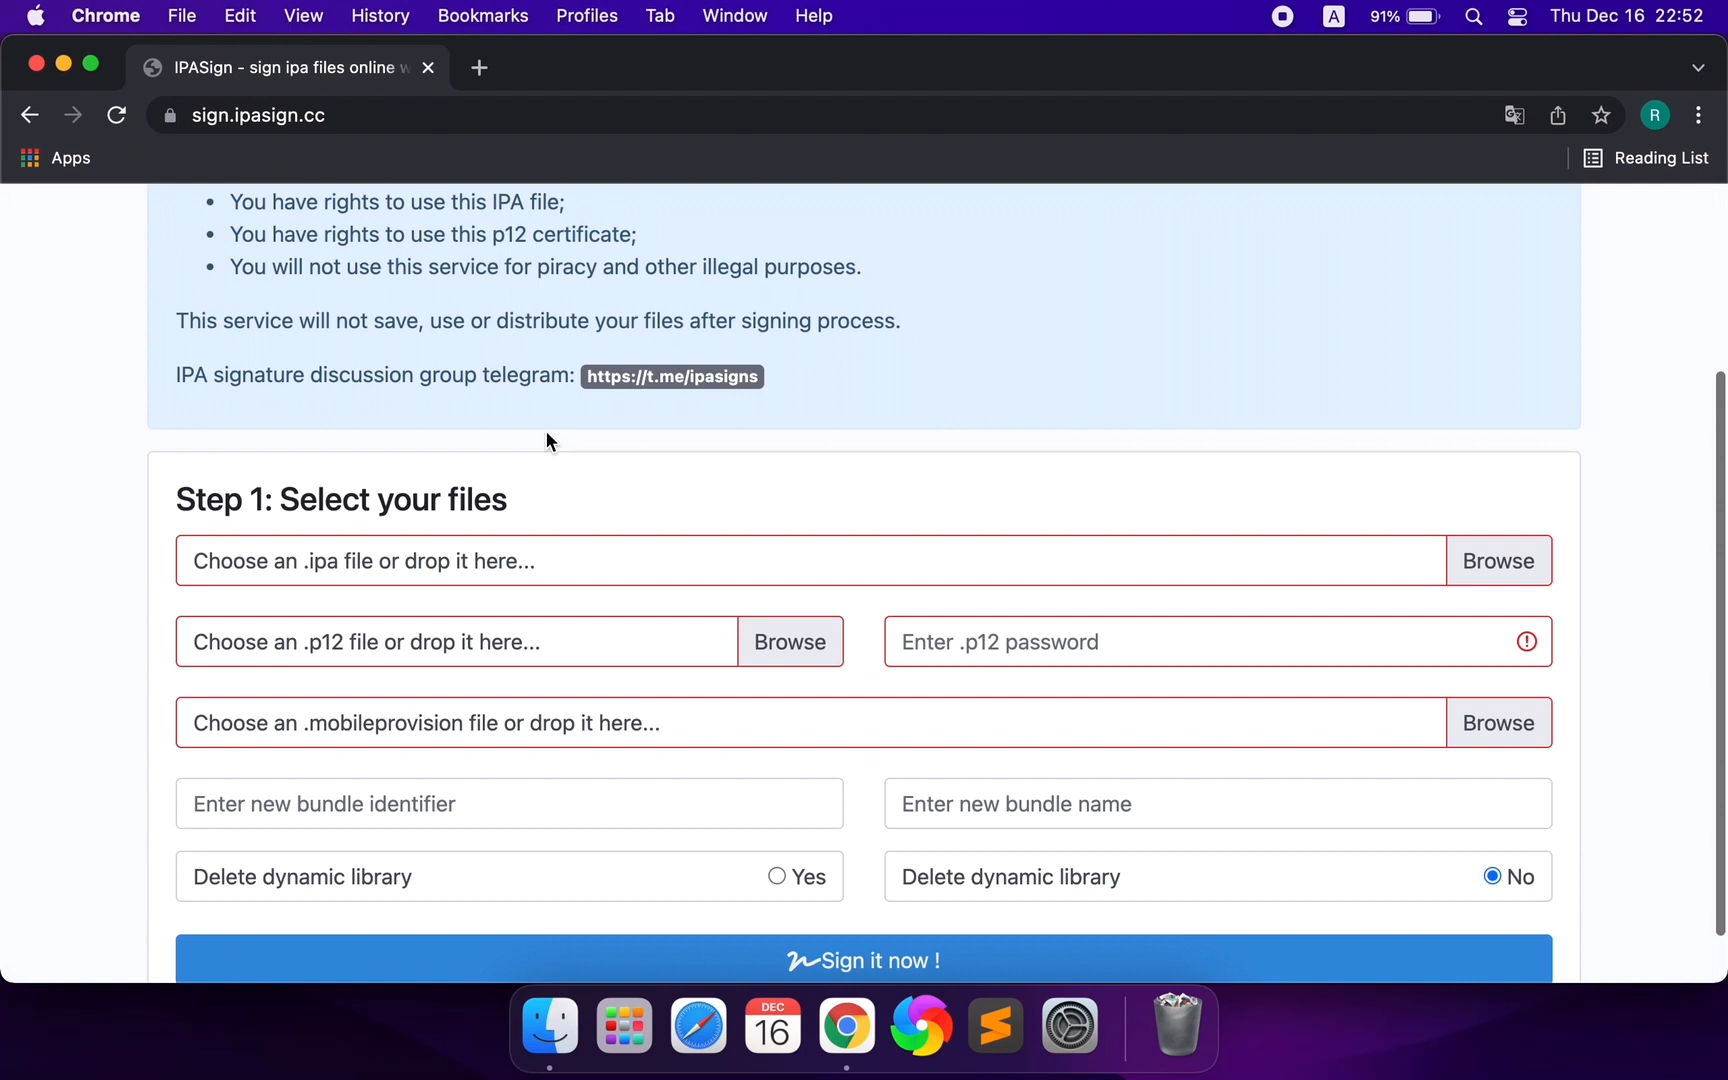 Chrome File Edit View History Bookmarks Profiles Tab Window Help A 91% Thu Dec 16 22:52
IPASign - sign ipa files online w
sign.ipasign.cc R
Apps Reading List
• You have rights to use this IPA file;
• You have rights to use this p12 certificate;
• You will not use this service for piracy and other illegal purposes.
This service will not save, use or distribute your files after signing process.
IPA signature discussion group telegram: https://t.me/ipasigns
Step 1: Select your files
Choose an .ipa file or drop it here... Browse
Choose an .p12 file or drop it here... Browse Enter .p12 password
Choose an .mobileprovision file or drop it here... Browse
Enter new bundle identifier Enter new bundle name
Delete dynamic library Yes Delete dynamic library No
Sign it now !
DEC
16